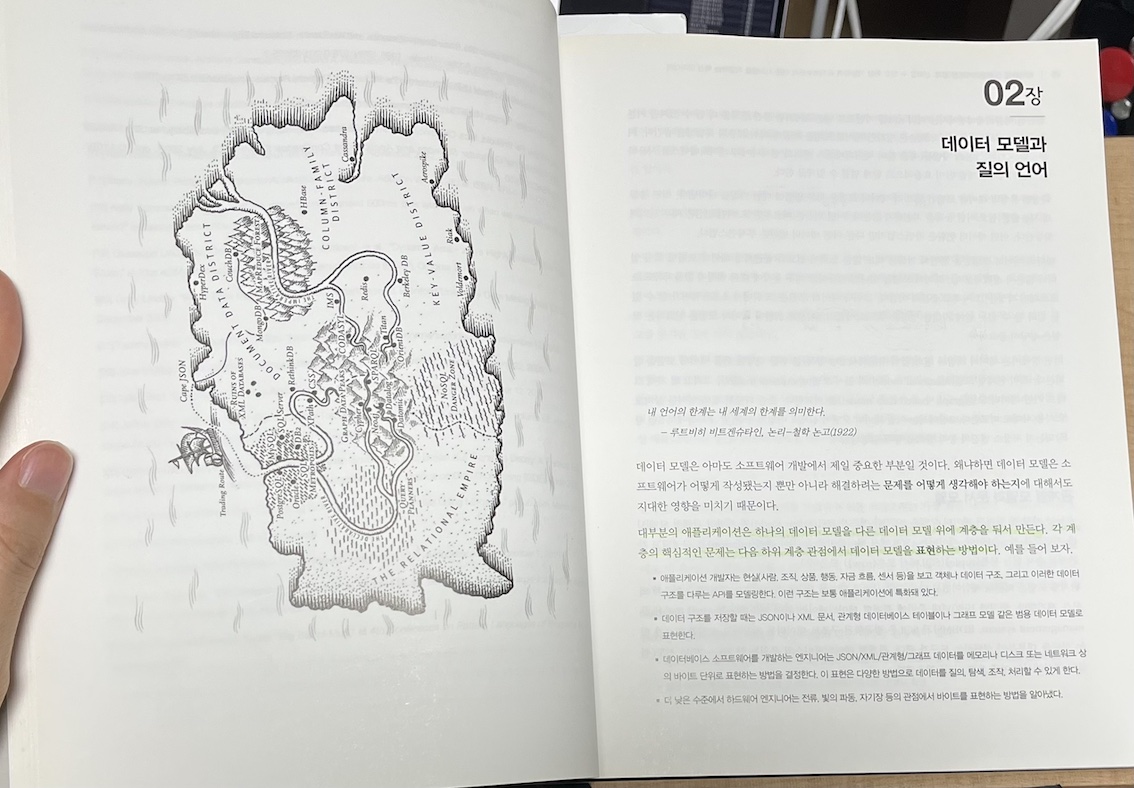 Cape JSON
Trading Route
HyperDex
DOCUMENT DATA DISTRICT
CouchDB
MongoDB
MAPREDUCE FOREST
RUINS OF
XML DATABASES
RethinkDB
HBase
COLUMN-FAMILY
DISTRICT
Cassandra
Aerospike
Riak
Voldemort
KEY-VALUE DISTRICT
Redis
Berkeley DB
IMS
CODASYL
Titan
OrientDB
SPARQL
Datalog
Datomic
Cypher
GRAPH DATA PEAKS
CSS
XPath
NOSQL
DANGER ZONE
QUERY
PLANNERS
THE RELATIONAL EMPIRE
02장
데이터 모델과
질의 언어
내 언어의 한계는 내 세계의 한계를 의미한다.
– 루트비히 비트겐슈타인, 논리–철학 논고(1922)
데이터 모델은 아마도 소프트웨어 개발에서 제일 중요한 부분일 것이다. 왜냐하면 데이터 모델은 소
프트웨어가 어떻게 작성됐는지 뿐만 아니라 해결하려는 문제를 어떻게 생각해야 하는지에 대해서도
지대한 영향을 미치기 때문이다.
대부분의 애플리케이션은 하나의 데이터 모델을 다른 데이터 모델 위에 계층을 둬서 만든다. 각 계
층의 핵심적인 문제는 다음 하위 계층 관점에서 데이터 모델을 표현하는 방법이다. 예를 들어 보자.
▪ 애플리케이션 개발자는 현실(사람, 조직, 상품, 행동, 자금 흐름, 센서 등)을 보고 객체나 데이터 구조, 그리고 이러한 데이터
구조를 다루는 API를 모델링한다. 이런 구조는 보통 애플리케이션에 특화돼 있다.
▪ 데이터 구조를 저장할 때는 JSON이나 XML 문서, 관계형 데이터베이스 테이블이나 그래프 모델 같은 범용 데이터 모델로
표현한다.
▪ 데이터베이스 소프트웨어를 개발하는 엔지니어는 JSON/XML/관계형/그래프 데이터를 메모리나 디스크 또는 네트워크 상
의 바이트 단위로 표현하는 방법을 결정한다. 이 표현은 다양한 방법으로 데이터를 질의, 탐색, 조작, 처리할 수 있게 한다.
▪ 더 낮은 수준에서 하드웨어 엔지니어는 전류, 빛의 파동, 자기장 등의 관점에서 바이트를 표현하는 방법을 알아냈다.